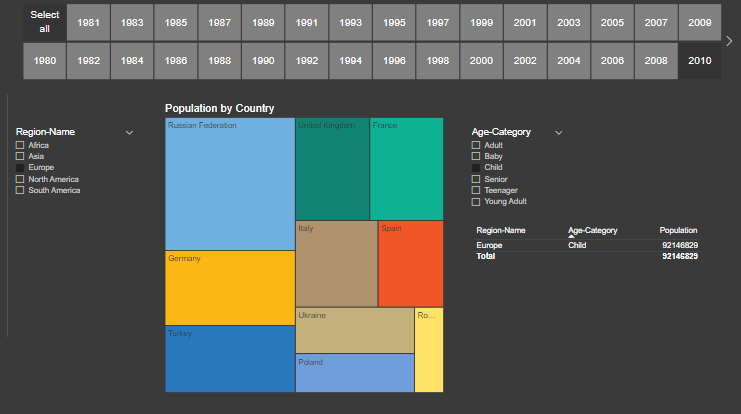 Select all
1981 1983 1985 1987 1989 1991 1993 1995 1997 1999 2001 2003 2005 2007 2009
1980 1982 1984 1986 1988 1990 1992 1994 1996 1998 2000 2002 2004 2006 2008 2010
Population by Country
Region-Name
Africa
Asia
Europe
North America
South America
Russian Federation
United Kingdom
France
Germany
Italy
Spain
Turkey
Ukraine
Ro...
Poland
Age-Category
Adult
Baby
Child
Senior
Teenager
Young Adult
Region-Name Age-Category Population
Europe Child 92146829
Total 92146829